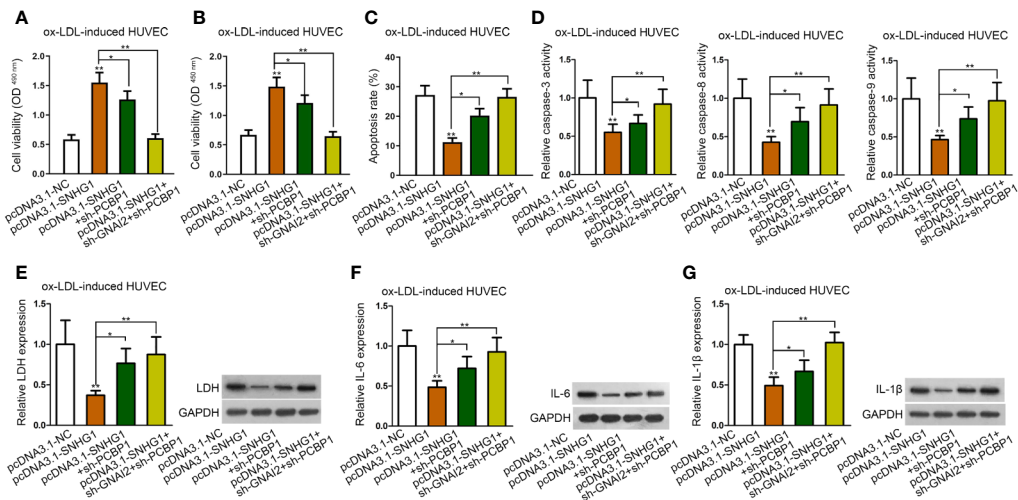 A
ox-LDL-induced HUVEC
Cell viability (OD 490 nm)
2.0
1.5
1.0
0.5
0.0
**
*
**
pcDNA3.1-NC
pcDNA3.1-SNHG1
pcDNA3.1-SNHG1
+sh-PCBP1
pcDNA3.1-SNHG1+
sh-GNAI2+sh-PCBP1
B
ox-LDL-induced HUVEC
Cell viability (OD 450 nm)
2.0
1.5
1.0
0.5
0.0
**
*
**
pcDNA3.1-NC
pcDNA3.1-SNHG1
pcDNA3.1-SNHG1
+sh-PCBP1
pcDNA3.1-SNHG1+
sh-GNAI2+sh-PCBP1
C
ox-LDL-induced HUVEC
Apoptosis rate (%)
40
30
20
10
0
**
*
**
pcDNA3.1-NC
pcDNA3.1-SNHG1
pcDNA3.1-SNHG1
+sh-PCBP1
pcDNA3.1-SNHG1+
sh-GNAI2+sh-PCBP1
D
ox-LDL-induced HUVEC
Relative caspase-3 activity
1.5
1.0
0.5
0.0
**
*
**
pcDNA3.1-NC
pcDNA3.1-SNHG1
pcDNA3.1-SNHG1
+sh-PCBP1
pcDNA3.1-SNHG1+
sh-GNAI2+sh-PCBP1
ox-LDL-induced HUVEC
Relative caspase-8 activity
1.5
1.0
0.5
0.0
**
*
**
pcDNA3.1-NC
pcDNA3.1-SNHG1
pcDNA3.1-SNHG1
+sh-PCBP1
pcDNA3.1-SNHG1+
sh-GNAI2+sh-PCBP1
ox-LDL-induced HUVEC
Relative caspase-9 activity
1.5
1.0
0.5
0.0
**
*
**
pcDNA3.1-NC
pcDNA3.1-SNHG1
pcDNA3.1-SNHG1
+sh-PCBP1
pcDNA3.1-SNHG1+
sh-GNAI2+sh-PCBP1
E
ox-LDL-induced HUVEC
Relative LDH expression
1.5
1.0
0.5
0.0
**
*
**
pcDNA3.1-NC
pcDNA3.1-SNHG1
pcDNA3.1-SNHG1
+sh-PCBP1
pcDNA3.1-SNHG1+
sh-GNAI2+sh-PCBP1
LDH
GAPDH
pcDNA3.1-NC
pcDNA3.1-SNHG1
pcDNA3.1-SNHG1
+sh-PCBP1
pcDNA3.1-SNHG1+
sh-GNAI2+sh-PCBP1
F
ox-LDL-induced HUVEC
Relative IL-6 expression
1.5
1.0
0.5
0.0
**
*
**
pcDNA3.1-NC
pcDNA3.1-SNHG1
pcDNA3.1-SNHG1
+sh-PCBP1
pcDNA3.1-SNHG1+
sh-GNAI2+sh-PCBP1
IL-6
GAPDH
pcDNA3.1-NC
pcDNA3.1-SNHG1
pcDNA3.1-SNHG1
+sh-PCBP1
pcDNA3.1-SNHG1+
sh-GNAI2+sh-PCBP1
G
ox-LDL-induced HUVEC
Relative IL-1β expression
1.5
1.0
0.5
0.0
**
*
**
pcDNA3.1-NC
pcDNA3.1-SNHG1
pcDNA3.1-SNHG1
+sh-PCBP1
pcDNA3.1-SNHG1+
sh-GNAI2+sh-PCBP1
IL-1β
GAPDH
pcDNA3.1-NC
pcDNA3.1-SNHG1
pcDNA3.1-SNHG1
+sh-PCBP1
pcDNA3.1-SNHG1+
sh-GNAI2+sh-PCBP1